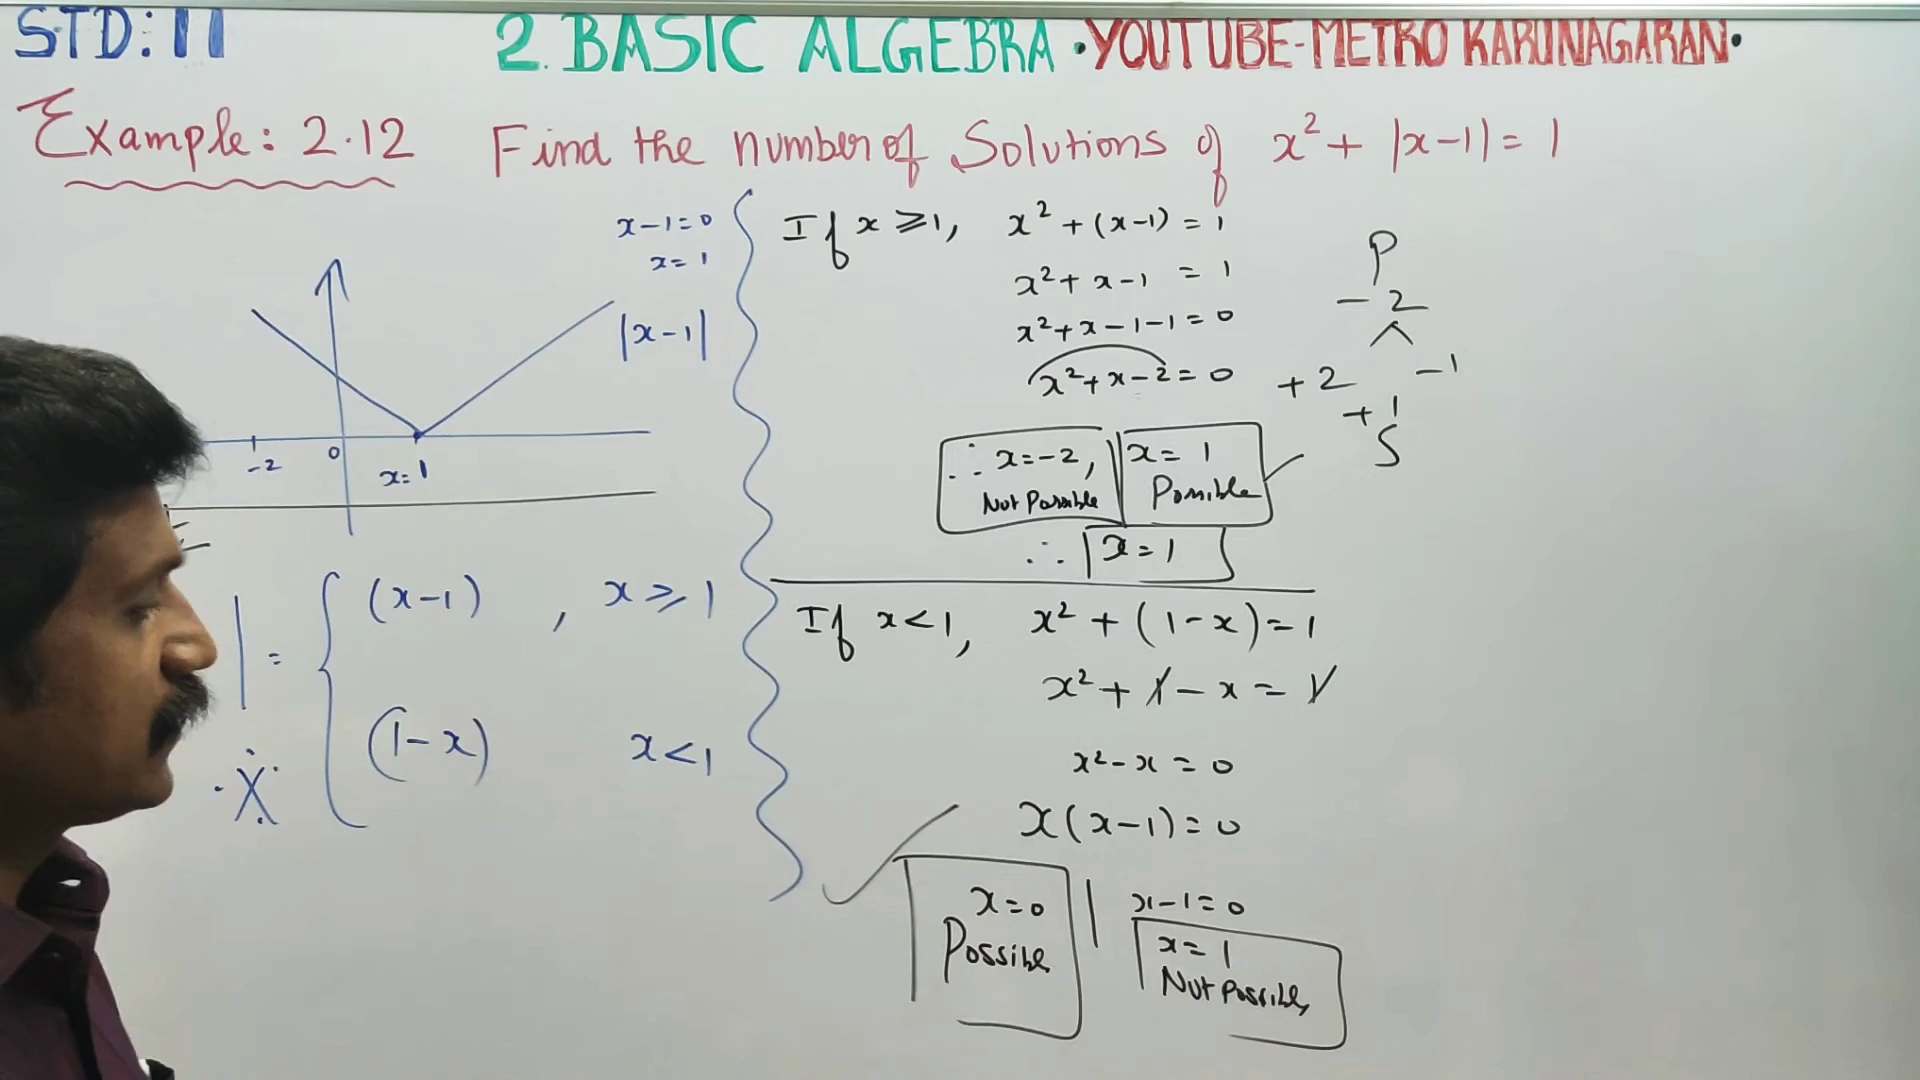 STD: 11 2. BASIC ALGEBRA • YOUTUBE-METRO KARUNAGARAN •
Example: 2.12 Find the number of Solutions of x² + |x-1| = 1
x-1=0
x=1
|x-1|
-2 0 x=1
| = { (x-1) , x ≥ 1
(1-x) x < 1
If x ≥ 1, x² + (x-1) = 1
x² + x - 1 = 1
x² + x - 1 - 1 = 0
x² + x - 2 = 0
P
-2
+2 -1
+1
S
∴ x = -2, x = 1
Not Possible Possible
∴ x = 1
If x < 1, x² + (1-x) = 1
x² + 1 - x = 1
x² - x = 0
x(x-1) = 0
x = 0 | x-1 = 0
Possible x = 1
Not Possible